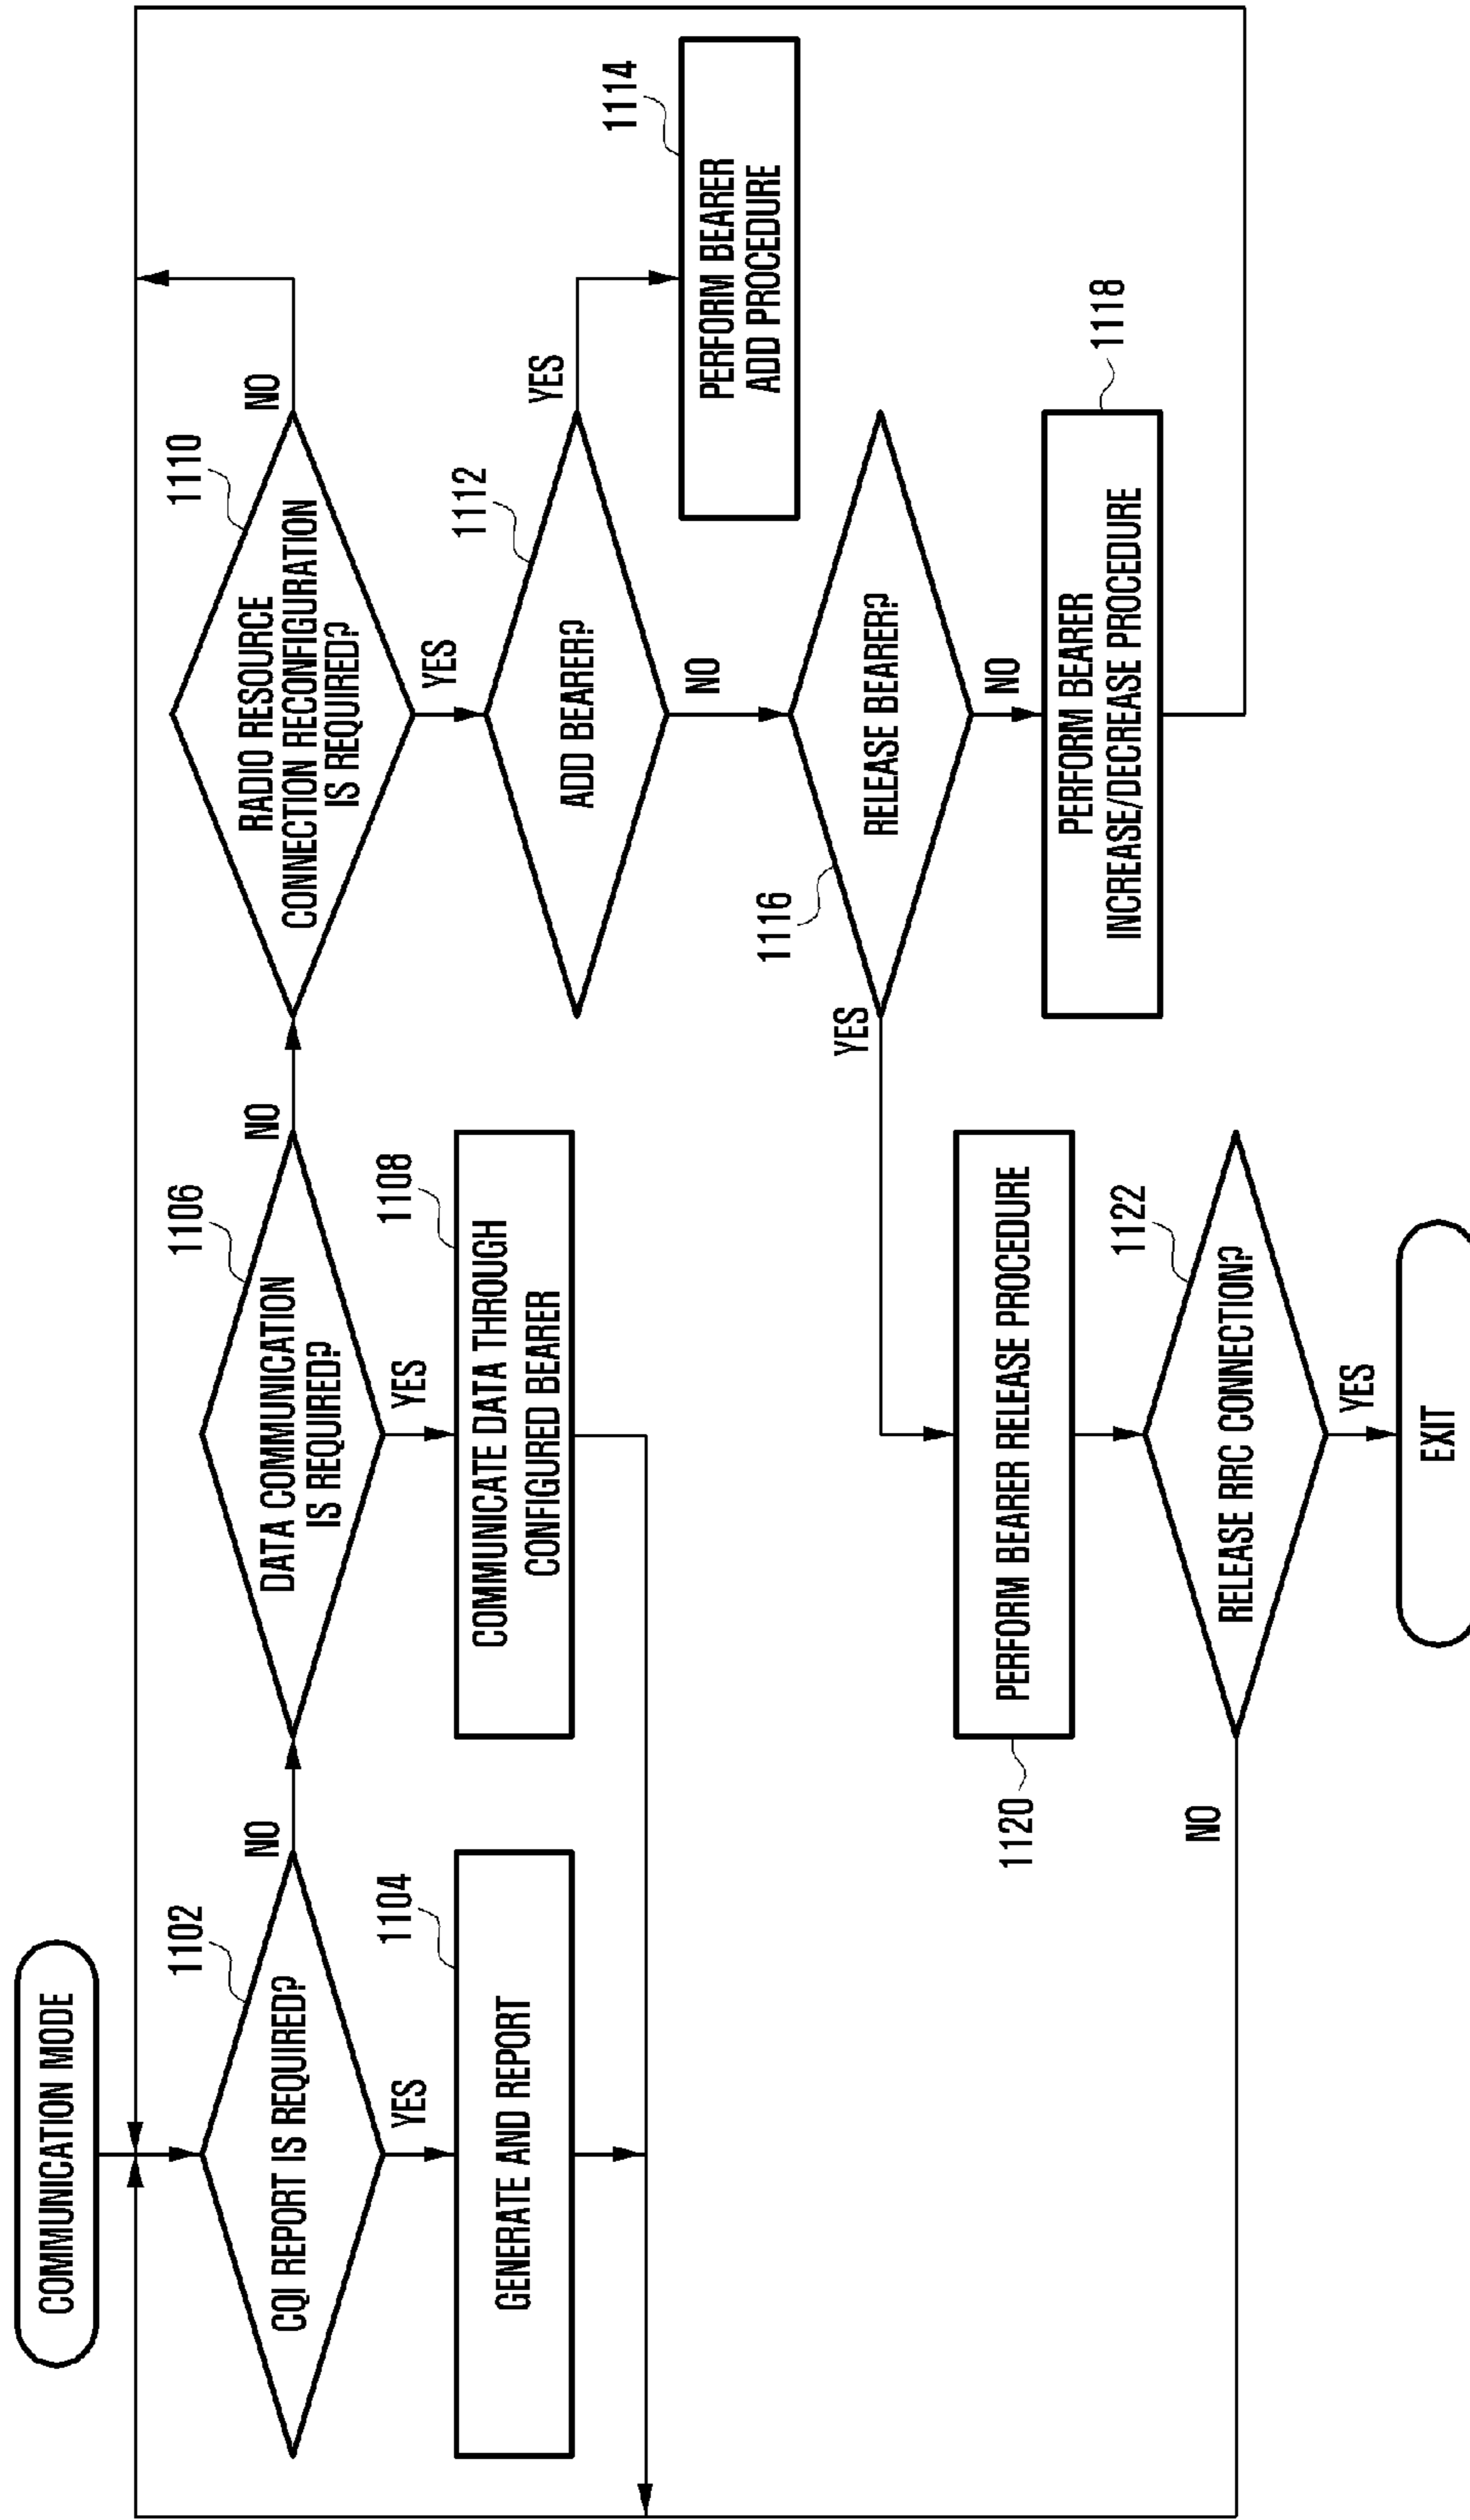 COMMUNICATION MODE
1102
CQI REPORT IS REQUIRED?
NO
YES
1104
GENERATE AND REPORT
1106
DATA COMMUNICATION
IS REQUIRED?
NO
YES
1108
COMMUNICATE DATA THROUGH
CONFIGURED BEARER
1110
RADIO RESOURCE
CONNECTION RECONFIGURATION
IS REQUIRED?
NO
YES
1112
ADD BEARER?
YES
NO
1114
PERFORM BEARER
ADD PROCEDURE
1116
RELEASE BEARER?
YES
NO
PERFORM BEARER
INCREASE/DECREASE PROCEDURE
1118
PERFORM BEARER RELEASE PROCEDURE
1120
1122
RELEASE RRC CONNECTION?
NO
YES
EXIT